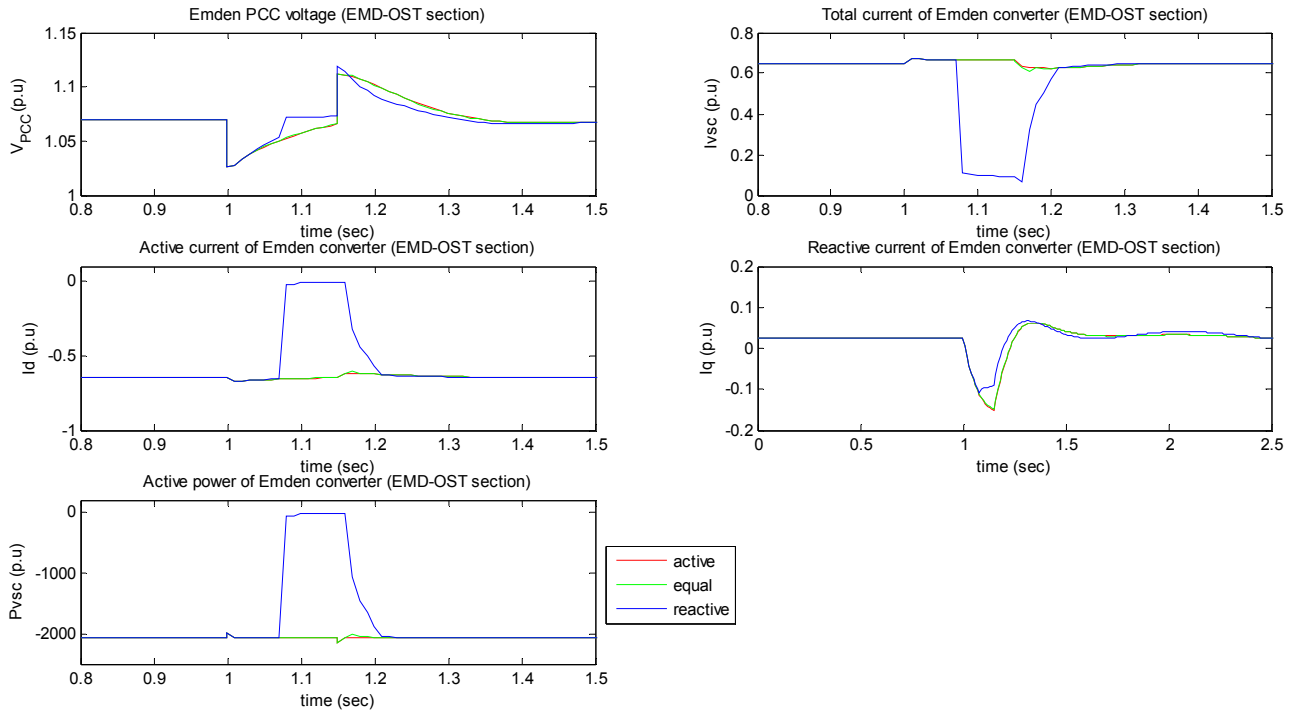 Emden PCC voltage (EMD-OST section)
1.15
1.1
1.05
1
V_PCC (p.u)
0.8 0.9 1 1.1 1.2 1.3 1.4 1.5
time (sec)
Total current of Emden converter (EMD-OST section)
0.8
0.6
0.4
0.2
0
Ivsc (p.u)
0.8 0.9 1 1.1 1.2 1.3 1.4 1.5
time (sec)
Active current of Emden converter (EMD-OST section)
0
-0.5
-1
Id (p.u)
0.8 0.9 1 1.1 1.2 1.3 1.4 1.5
time (sec)
Reactive current of Emden converter (EMD-OST section)
0.2
0.1
0
-0.1
-0.2
Iq (p.u)
0 0.5 1 1.5 2 2.5
time (sec)
Active power of Emden converter (EMD-OST section)
0
-1000
-2000
Pvsc (p.u)
0.8 0.9 1 1.1 1.2 1.3 1.4 1.5
time (sec)
active
equal
reactive